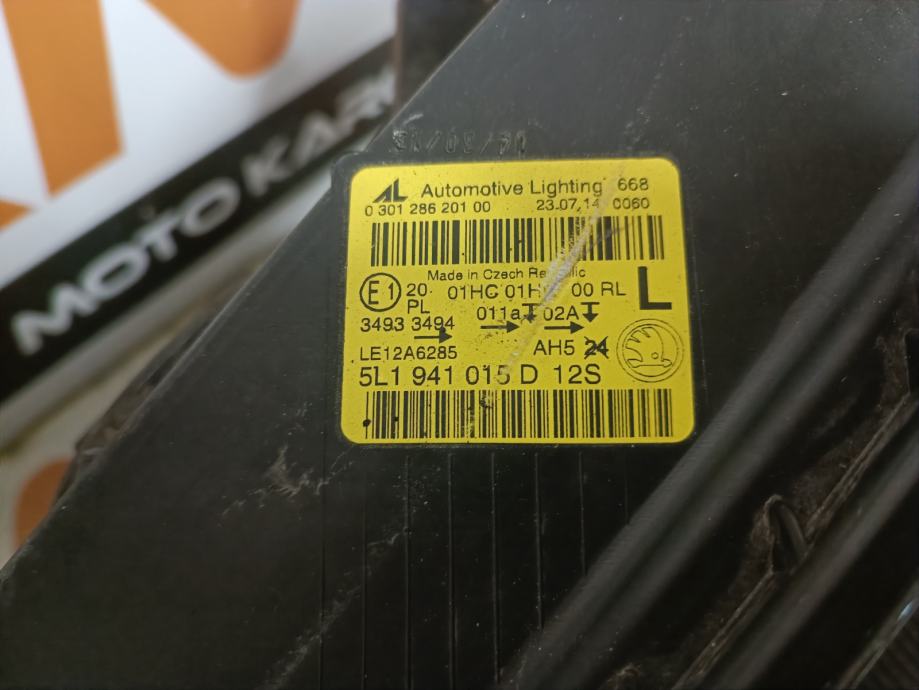 MOTO KAR
AL Automotive Lighting 668
0 301 286 201 00 23.07.14 0060
Made in Czech Republic
E1 20 01HC 01H 00 RL L
PL 011a 02A
3493 3494
LE12A6285 AH5 24
5L1 941 015 D 12S